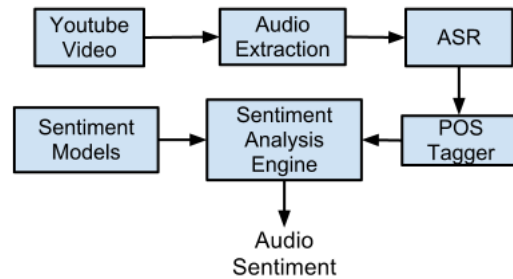 Youtube
Video
Audio
Extraction
ASR
Sentiment
Models
Sentiment
Analysis
Engine
POS
Tagger
Audio
Sentiment